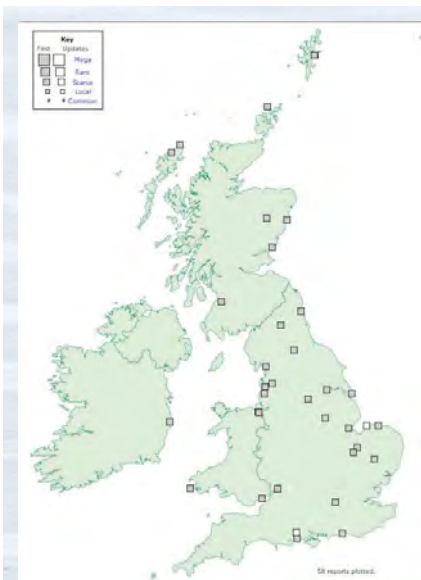 Key
First Updates
Mega
Rare
Scarce
Local
Common
58 reports plotted.